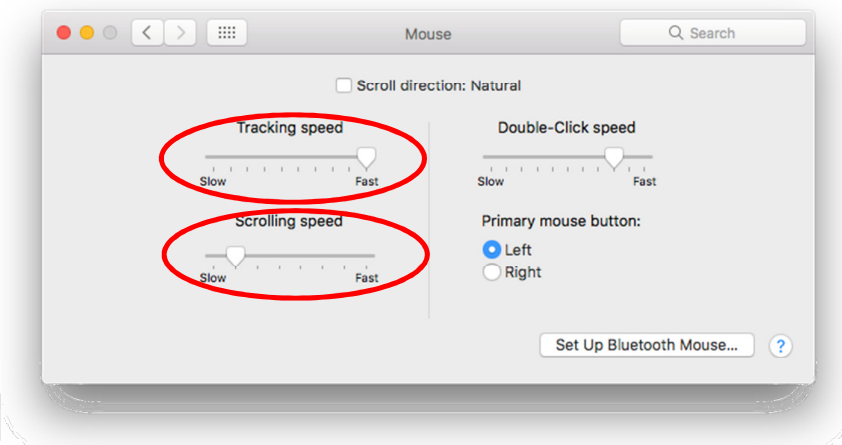 Mouse
Search
Scroll direction: Natural
Tracking speed
Slow Fast
Double-Click speed
Slow Fast
Scrolling speed
Slow Fast
Primary mouse button:
Left
Right
Set Up Bluetooth Mouse...
?